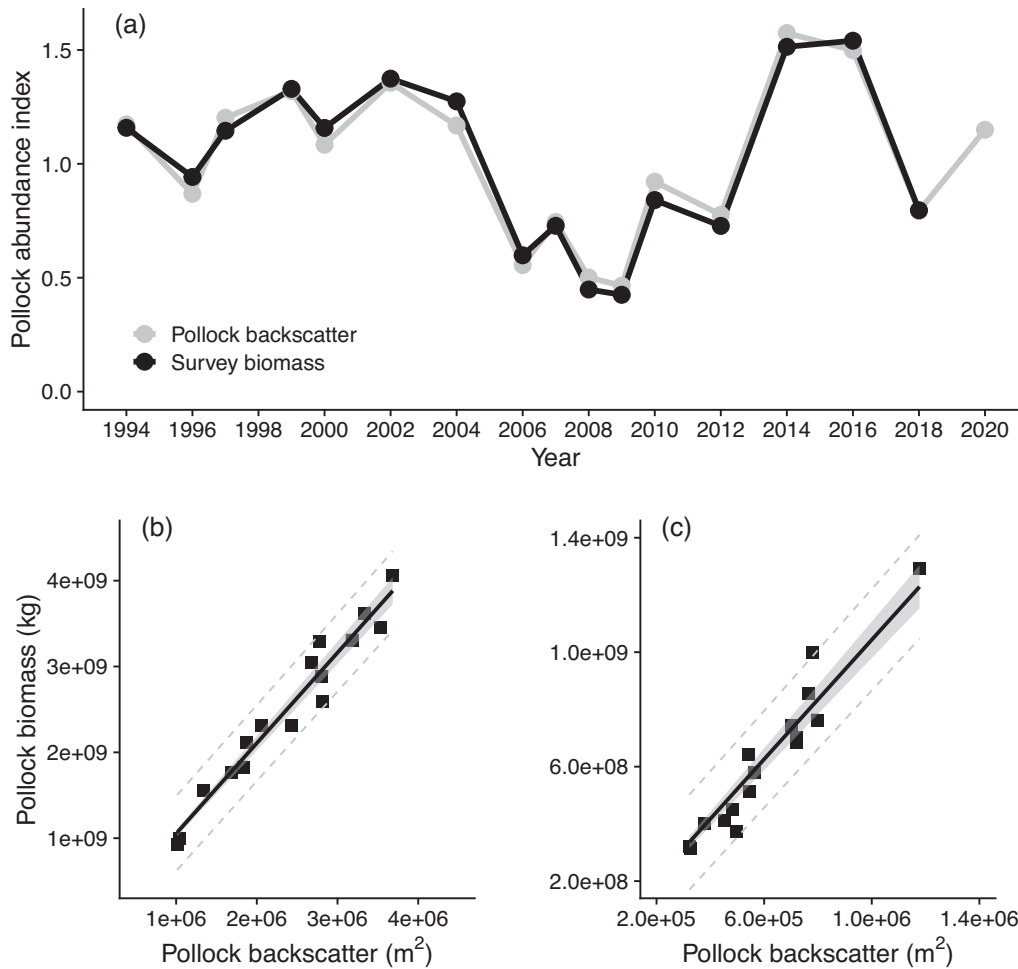 (a)
Pollock abundance index
1.5
1.0
0.5
0.0
Pollock backscatter
Survey biomass
1994 1996 1998 2000 2002 2004 2006 2008 2010 2012 2014 2016 2018 2020
Year
(b)
Pollock biomass (kg)
4e+09
3e+09
2e+09
1e+09
1e+06 2e+06 3e+06 4e+06
Pollock backscatter (m²)
(c)
1.4e+09
1.0e+09
6.0e+08
2.0e+08
2.0e+05 6.0e+05 1.0e+06 1.4e+06
Pollock backscatter (m²)